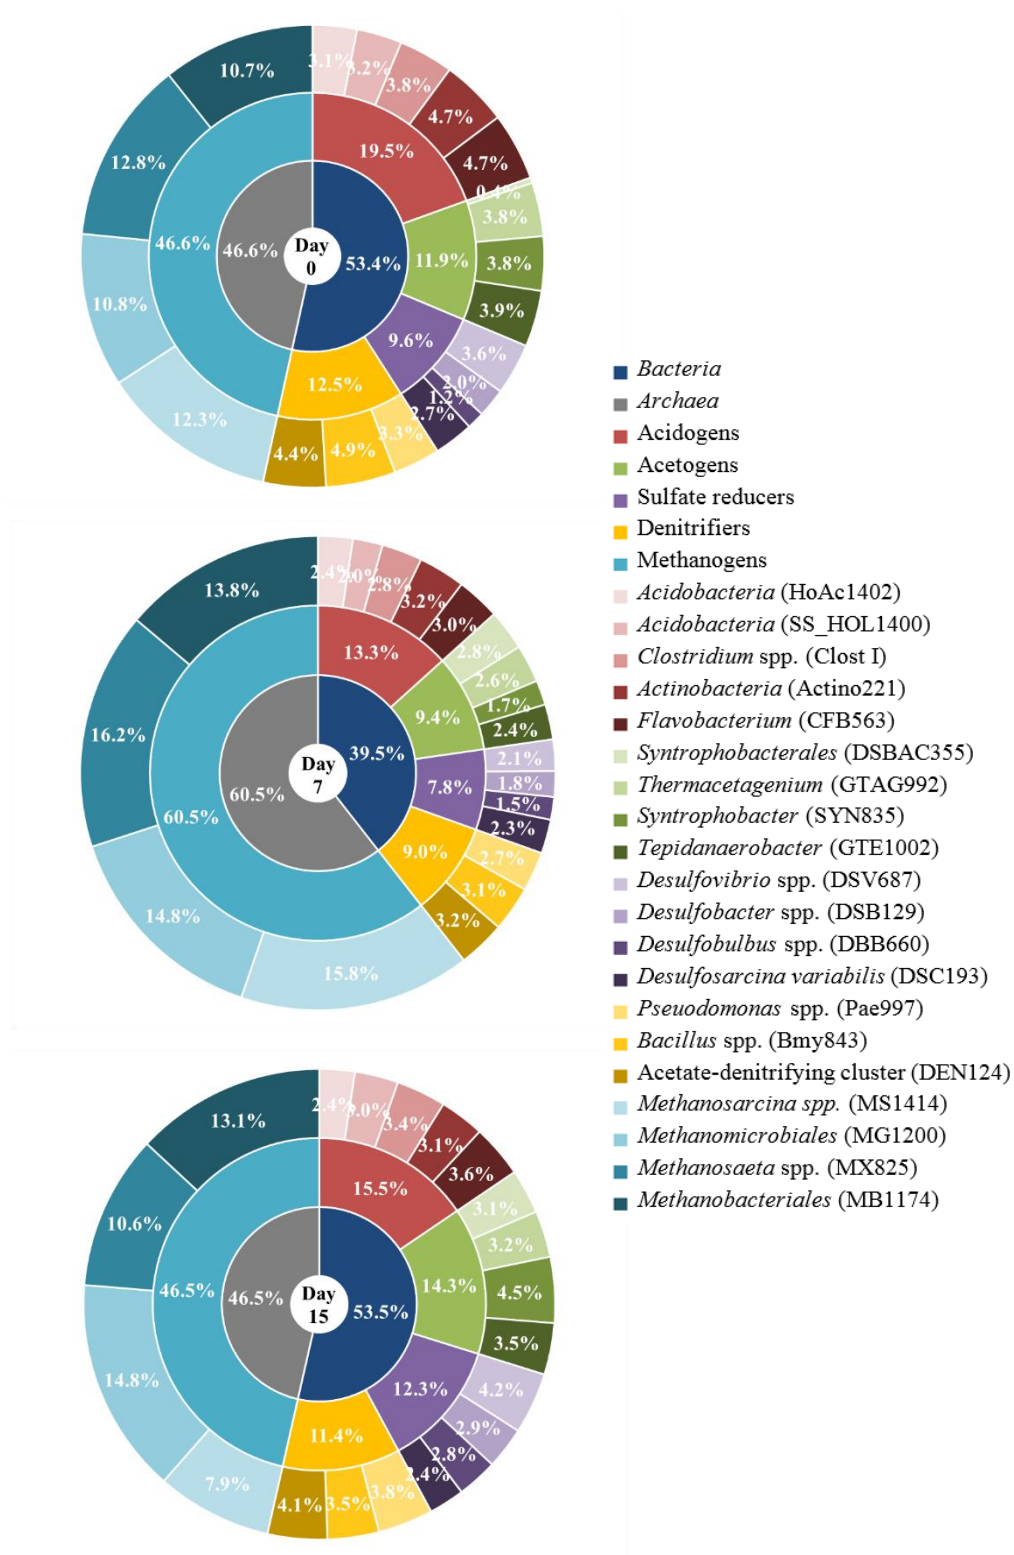 10.7%
3.1%
3.2%
3.8%
4.7%
4.7%
0.4%
3.8%
3.8%
3.9%
3.6%
2.0%
1.2%
2.7%
3.3%
4.9%
4.4%
12.3%
10.8%
12.8%
19.5%
11.9%
9.6%
12.5%
46.6%
46.6%
53.4%
Day
0
13.8%
2.4%
2.0%
2.8%
3.2%
3.0%
2.8%
2.6%
1.7%
2.4%
2.1%
1.8%
1.5%
2.3%
2.7%
3.1%
3.2%
15.8%
14.8%
16.2%
13.3%
9.4%
7.8%
9.0%
60.5%
60.5%
39.5%
Day
7
13.1%
2.4%
3.0%
3.4%
3.1%
3.6%
3.1%
3.2%
4.5%
3.5%
4.2%
2.9%
2.8%
2.4%
3.8%
3.5%
4.1%
7.9%
14.8%
10.6%
15.5%
14.3%
12.3%
11.4%
46.5%
46.5%
53.5%
Day
15
Bacteria
Archaea
Acidogens
Acetogens
Sulfate reducers
Denitrifiers
Methanogens
Acidobacteria (HoAc1402)
Acidobacteria (SS_HOL1400)
Clostridium spp. (Clost I)
Actinobacteria (Actino221)
Flavobacterium (CFB563)
Syntrophobacterales (DSBAC355)
Thermacetagenium (GTAG992)
Syntrophobacter (SYN835)
Tepidanaerobacter (GTE1002)
Desulfovibrio spp. (DSV687)
Desulfobacter spp. (DSB129)
Desulfobulbus spp. (DBB660)
Desulfosarcina variabilis (DSC193)
Pseuodomonas spp. (Pae997)
Bacillus spp. (Bmy843)
Acetate-denitrifying cluster (DEN124)
Methanosarcina spp. (MS1414)
Methanomicrobiales (MG1200)
Methanosaeta spp. (MX825)
Methanobacteriales (MB1174)